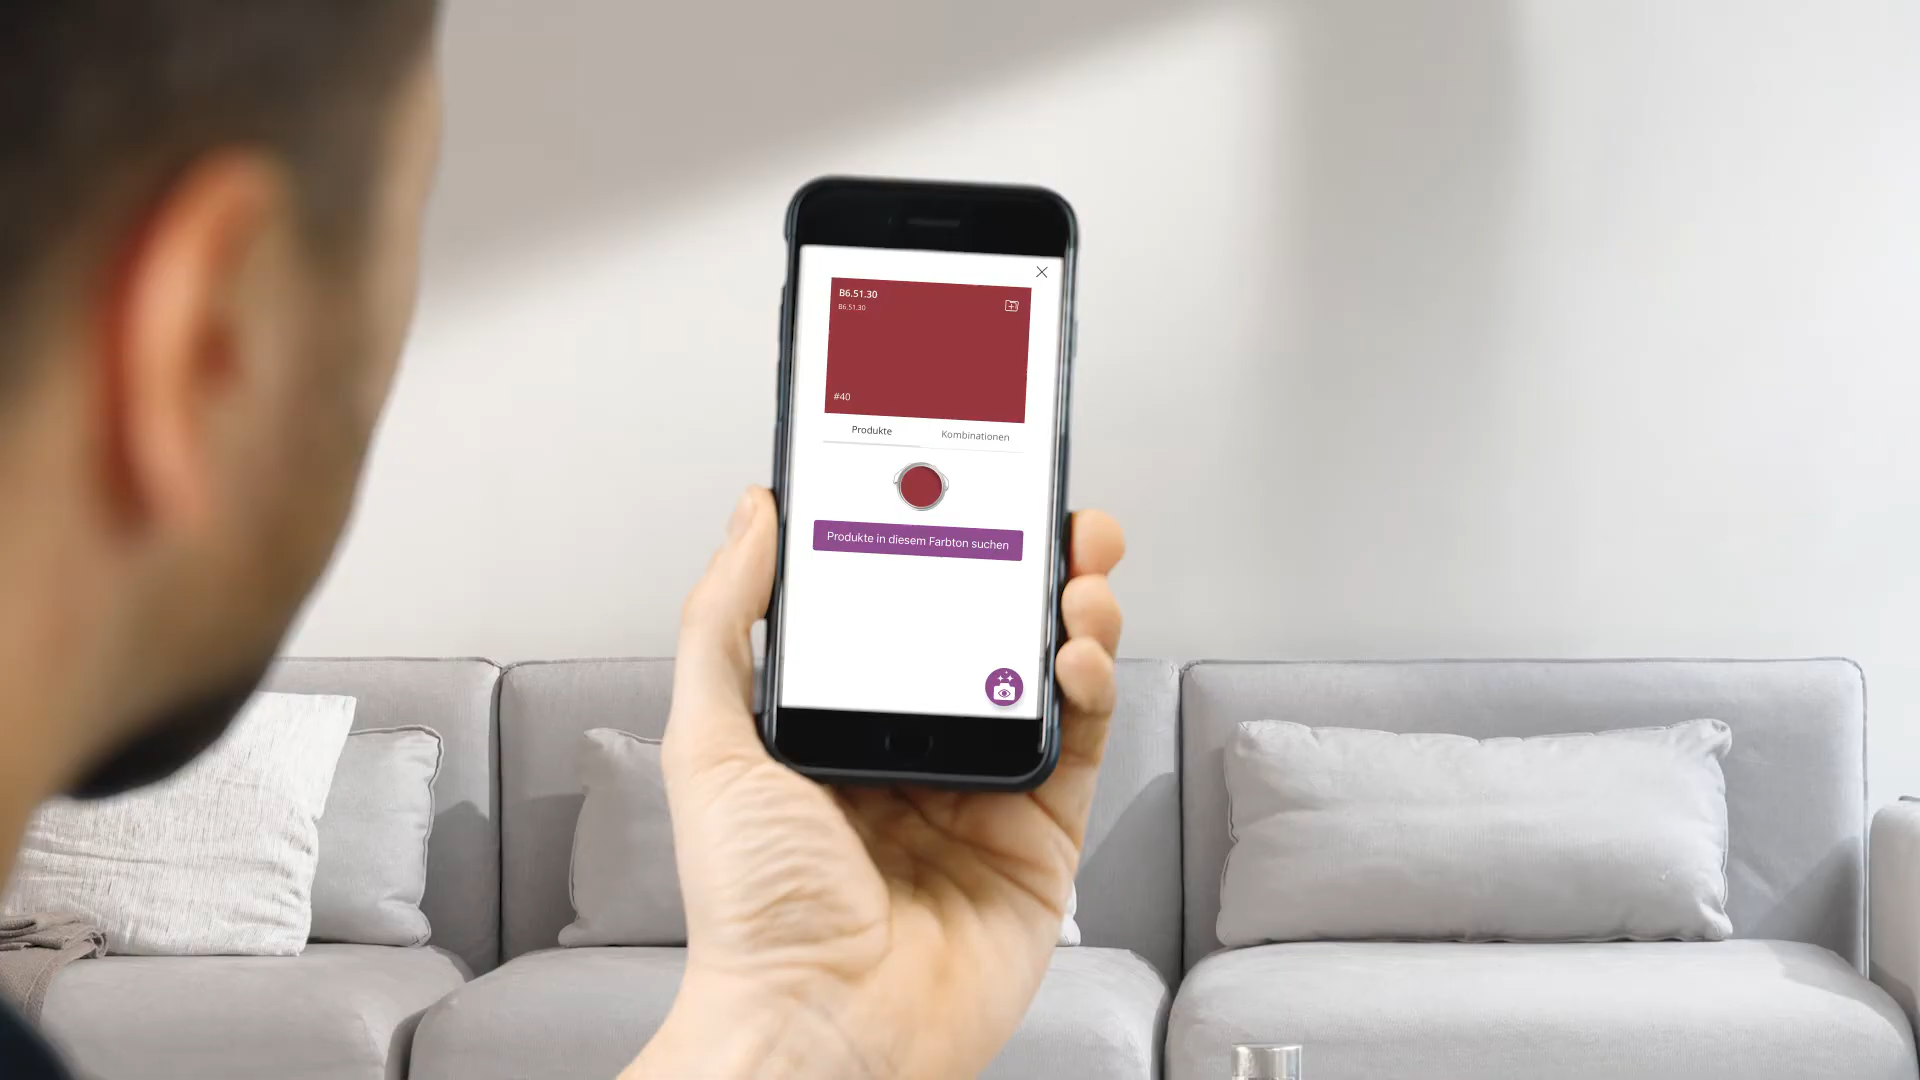 B6.51.30
B6.51.30
#40
Produkte
Kombinationen
Produkte in diesem Farbton suchen